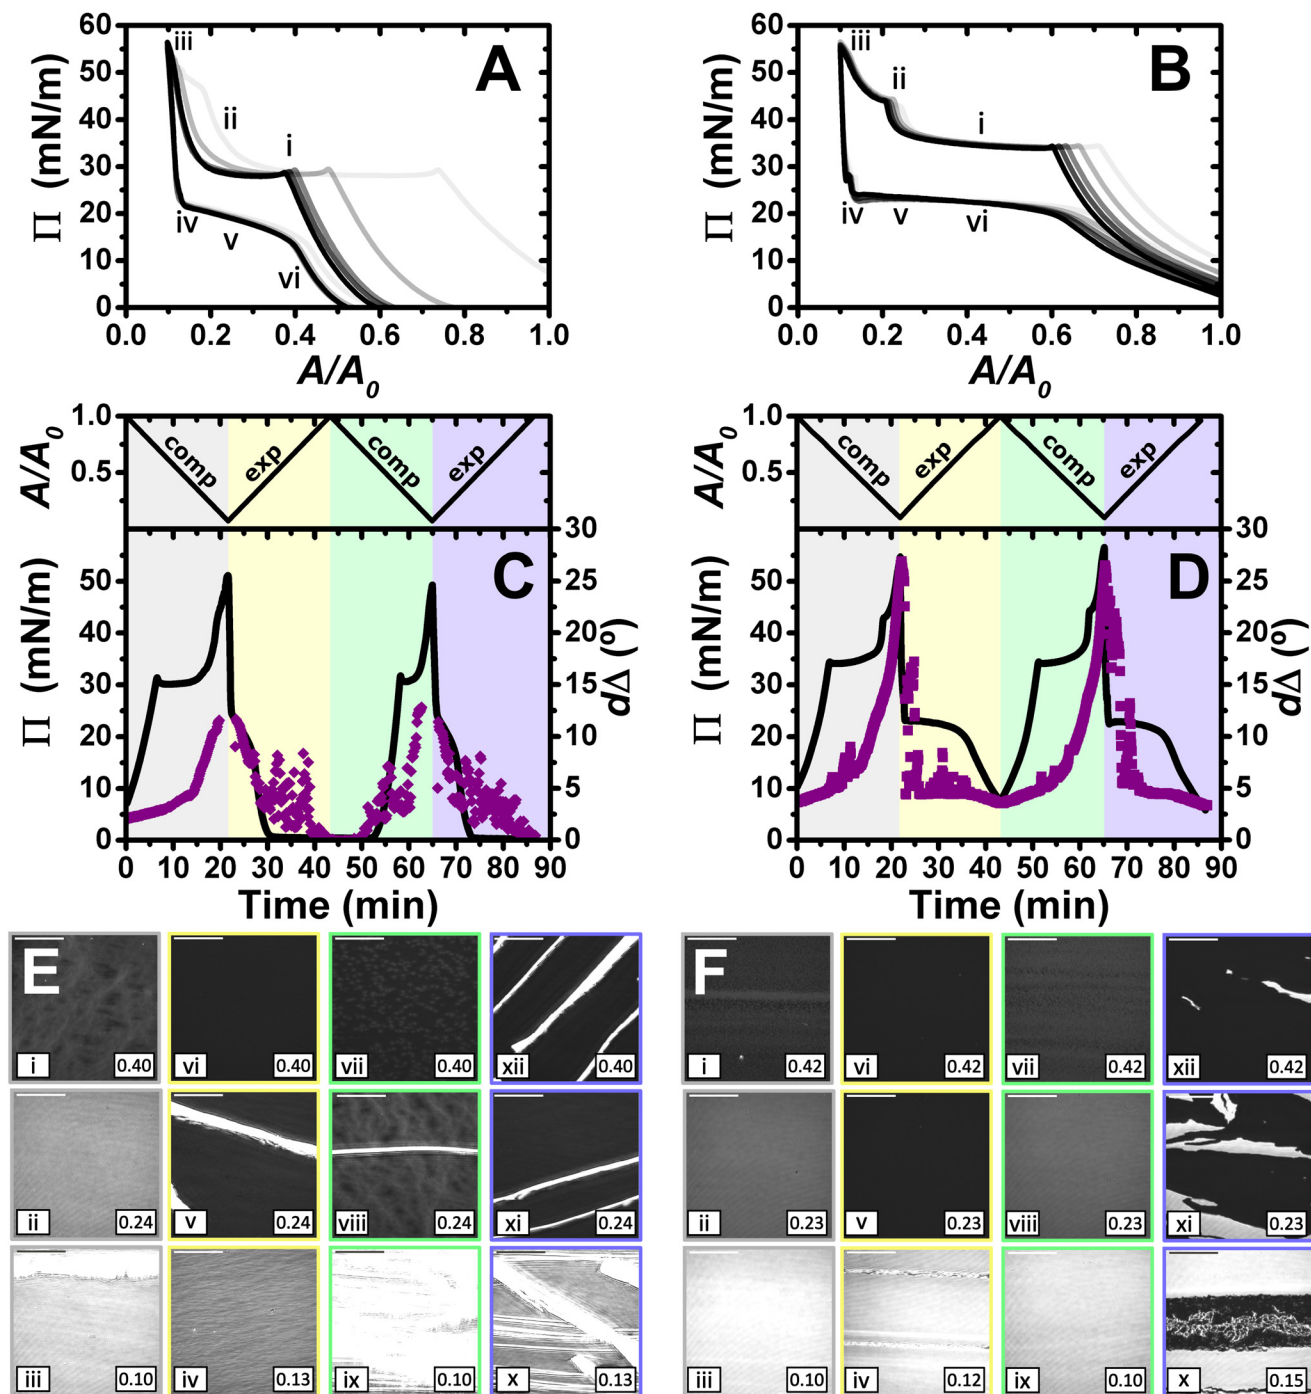 A
B
Π (mN/m)
60
50
40
30
20
10
0
iii
ii
i
iv
v
vi
0.0 0.2 0.4 0.6 0.8 1.0
A/A0
Π (mN/m)
60
50
40
30
20
10
0
iii
ii
i
iv
v
vi
0.0 0.2 0.4 0.6 0.8 1.0
A/A0
A/A0
1.0
0.5
comp
exp
comp
exp
C
Π (mN/m)
50
40
30
20
10
0
30
25
20
15
10
5
0
dΔ (º)
0 10 20 30 40 50 60 70 80 90
Time (min)
A/A0
1.0
0.5
comp
exp
comp
exp
D
Π (mN/m)
50
40
30
20
10
0
30
25
20
15
10
5
0
dΔ (º)
0 10 20 30 40 50 60 70 80 90
Time (min)
E
i 0.40
vi 0.40
vii 0.40
xii 0.40
ii 0.24
v 0.24
viii 0.24
xi 0.24
iii 0.10
iv 0.13
ix 0.10
x 0.13
F
i 0.42
vi 0.42
vii 0.42
xii 0.42
ii 0.23
v 0.23
viii 0.23
xi 0.23
iii 0.10
iv 0.12
ix 0.10
x 0.15